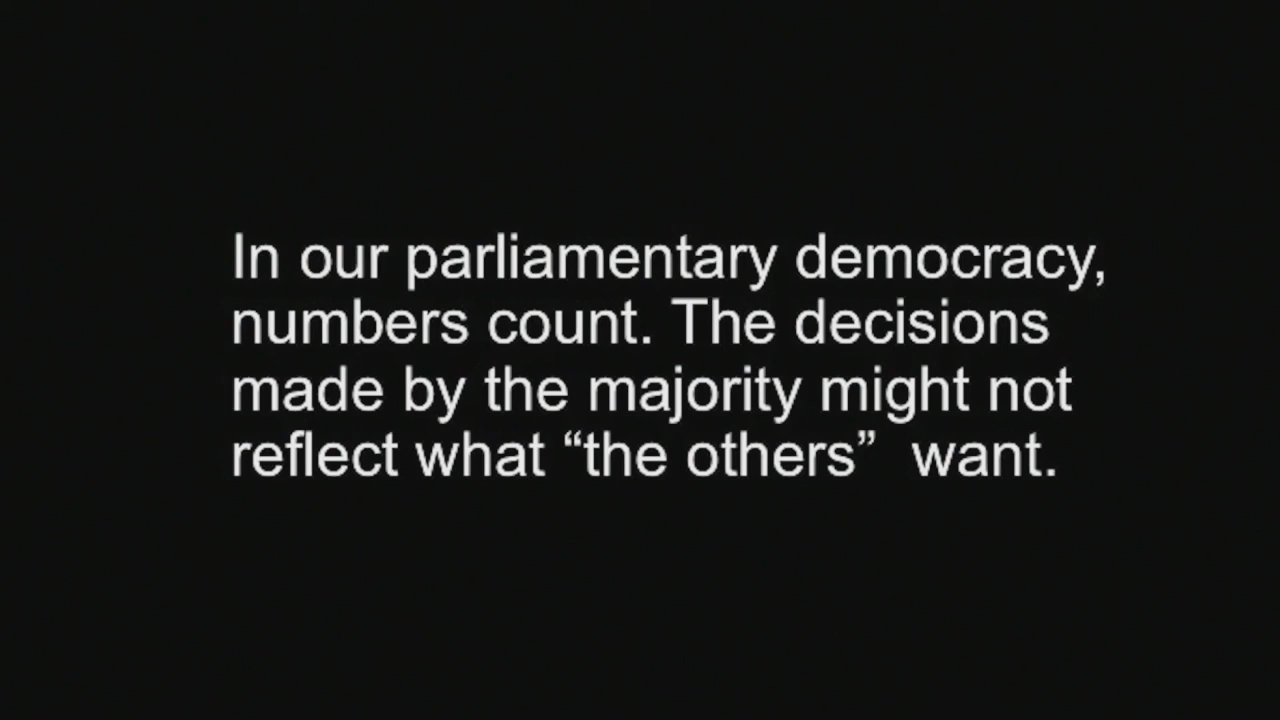 In our parliamentary democracy,
numbers count. The decisions
made by the majority might not
reflect what “the others”  want.